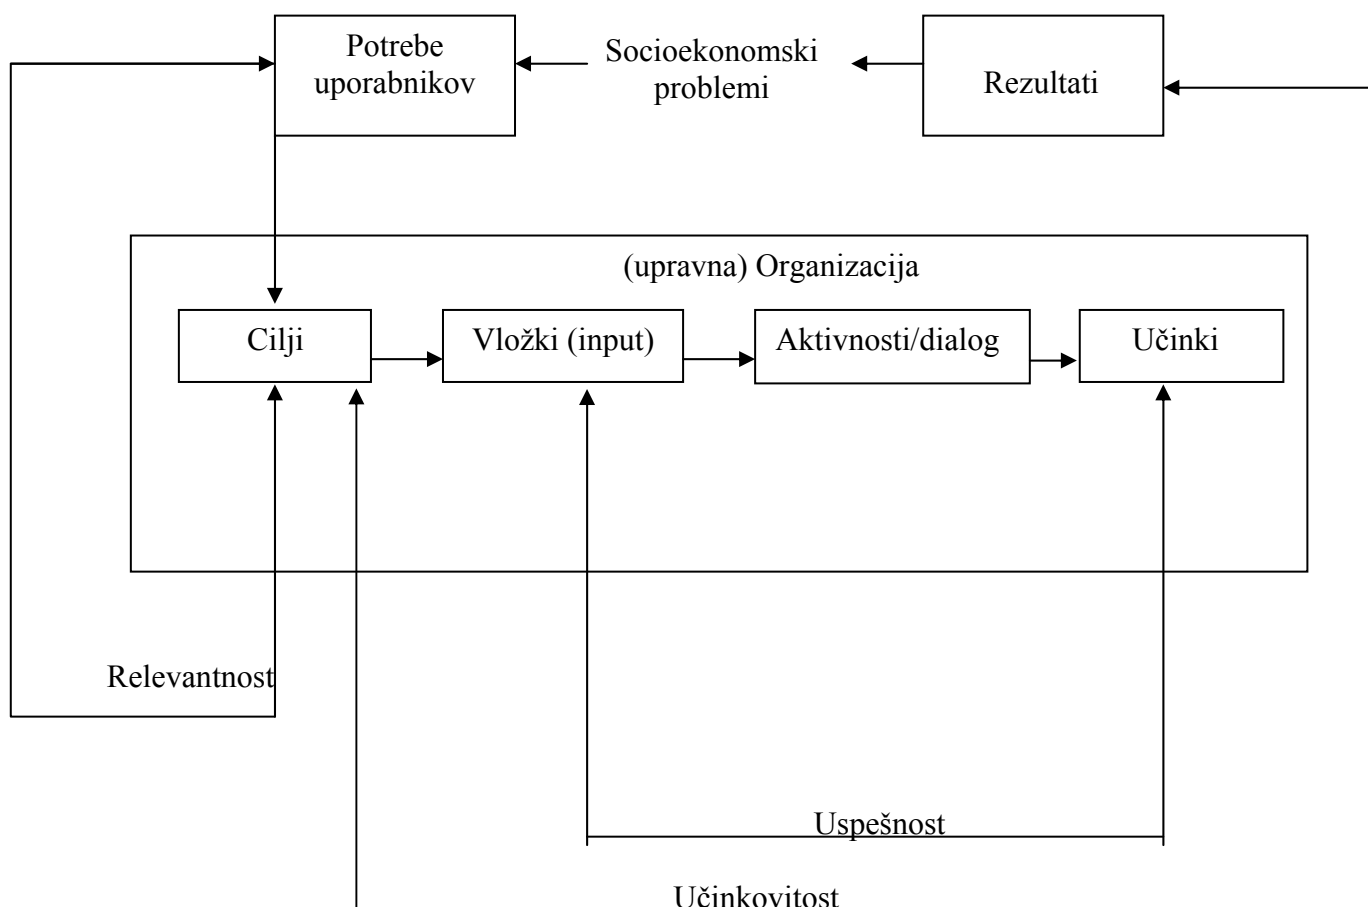 Potrebe
uporabnikov
Socioekonomski
problemi
Rezultati
(upravna) Organizacija
Cilji
Vložki (input)
Aktivnosti/dialog
Učinki
Relevantnost
Uspešnost
Učinkovitost